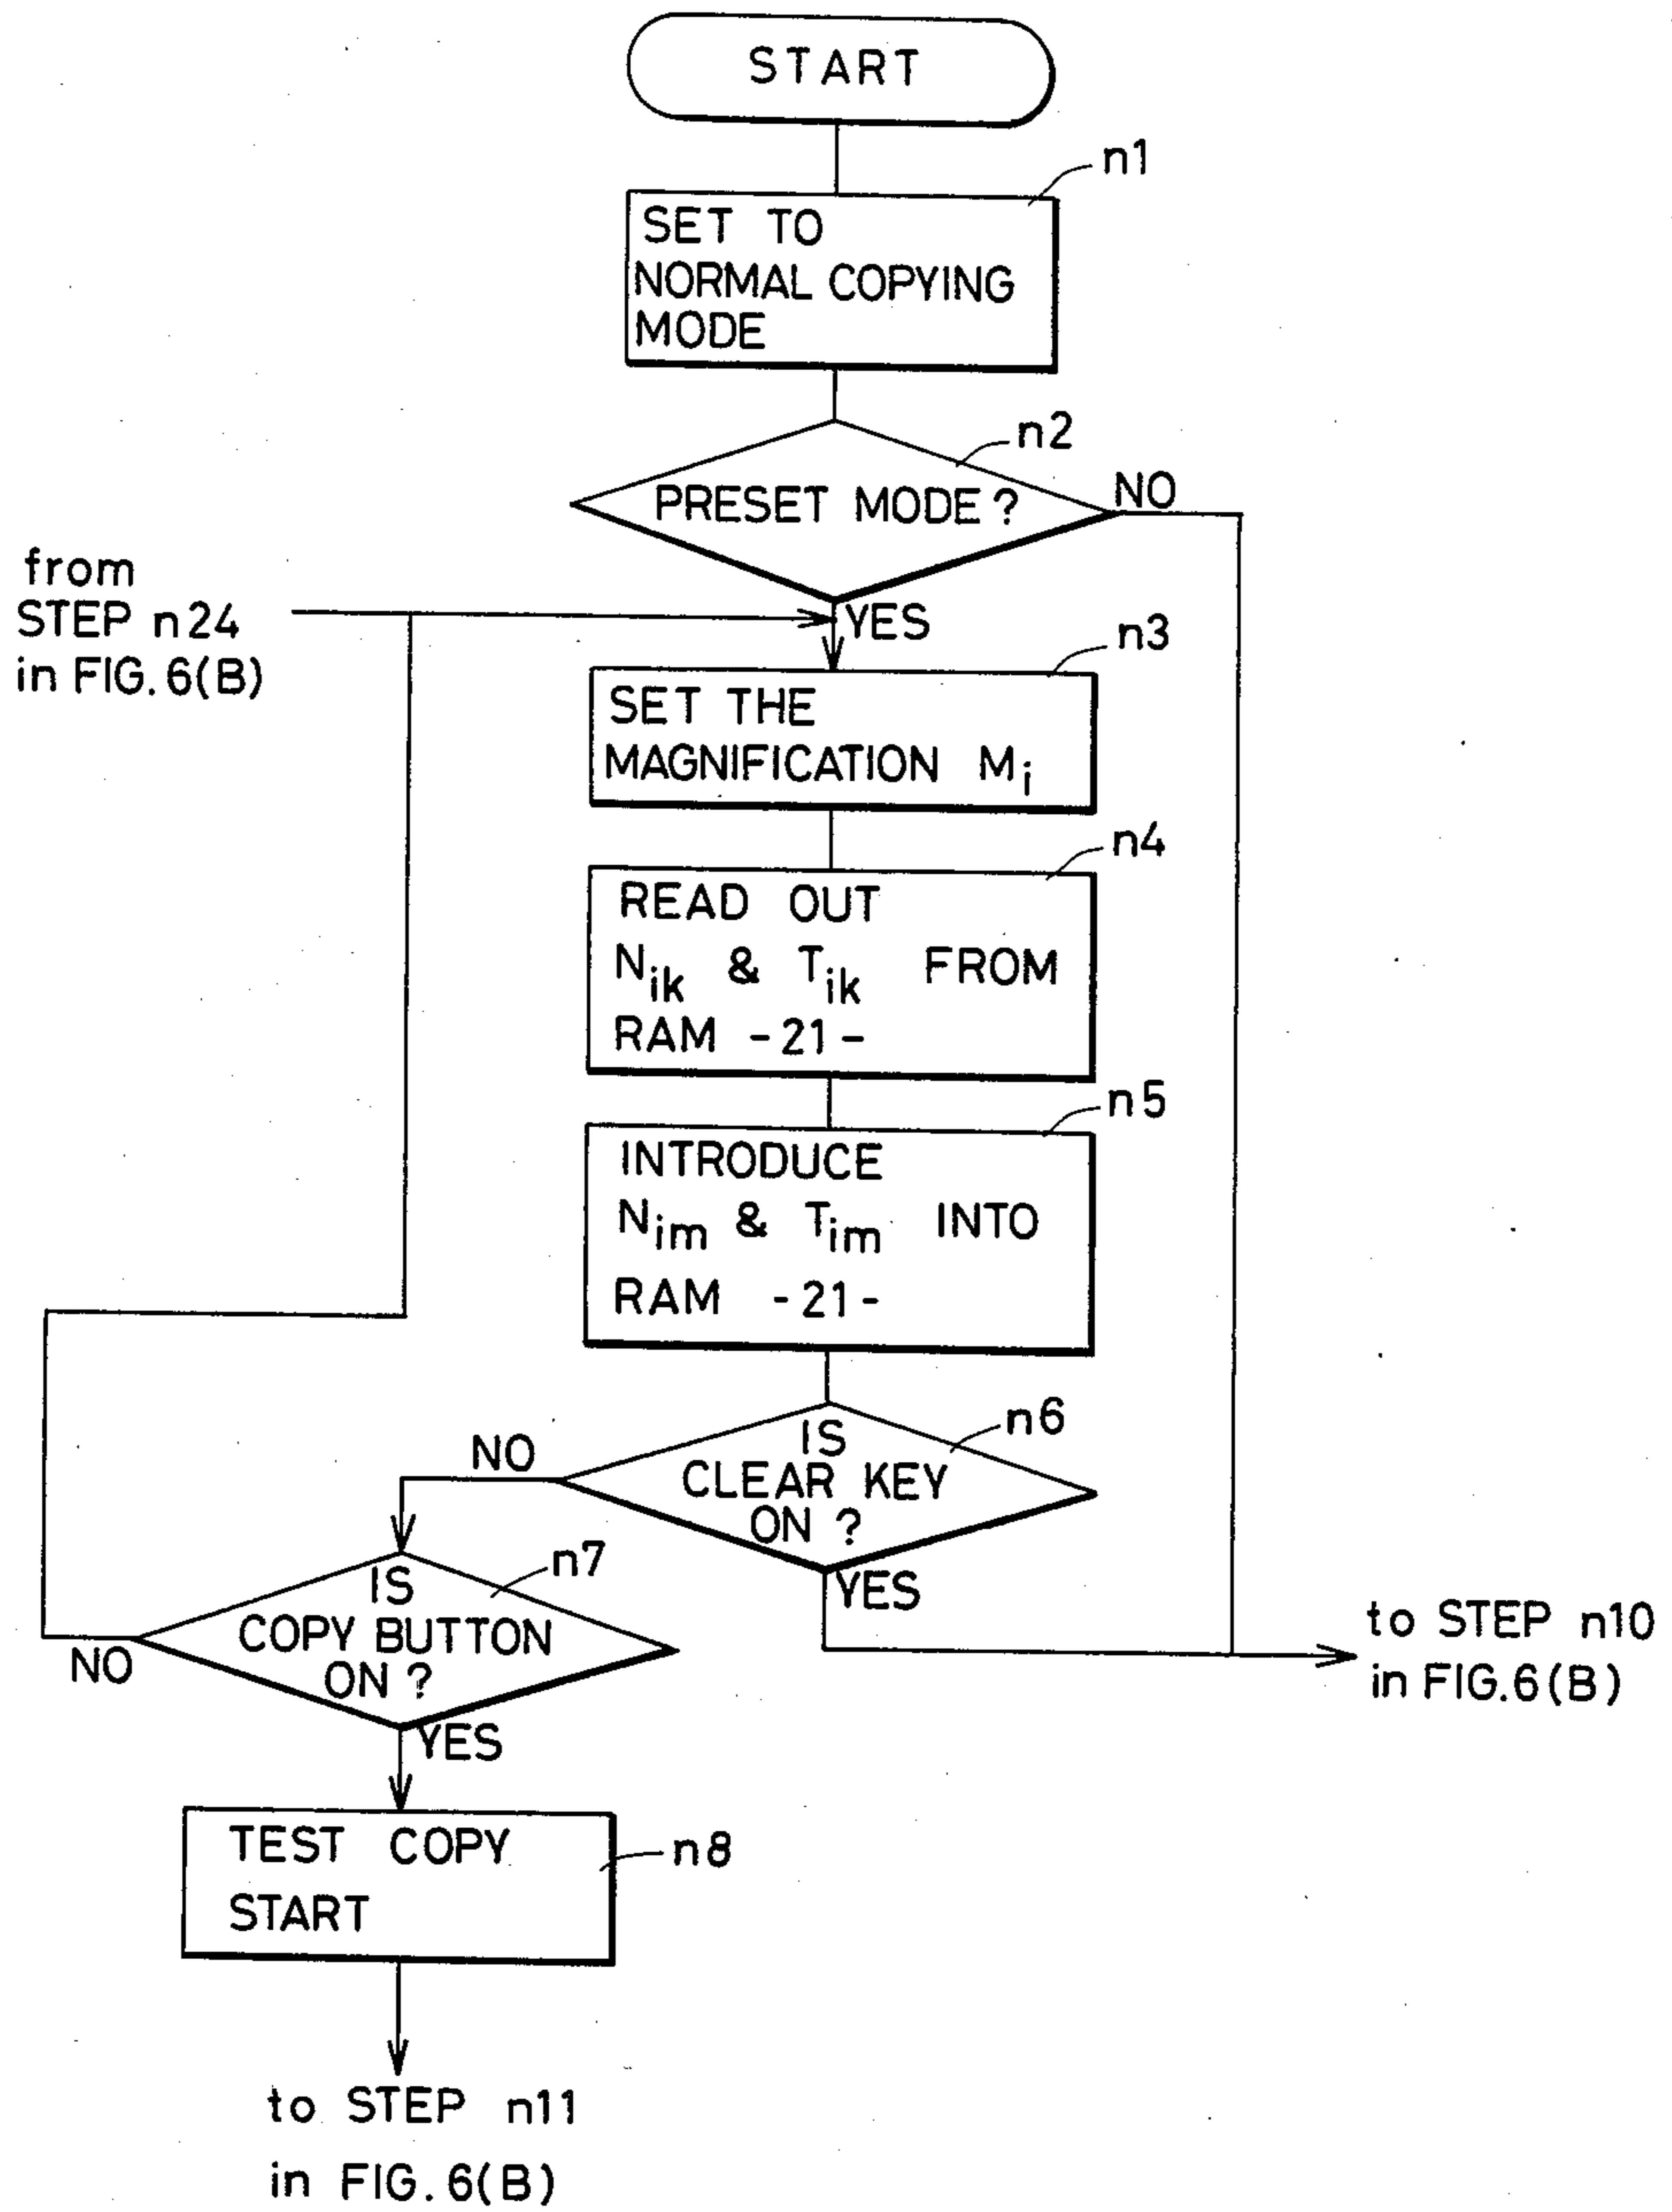 START
n1
SET TO
NORMAL COPYING
MODE
n2
PRESET MODE?
NO
from
STEP n24
in FIG. 6(B)
YES
n3
SET THE
MAGNIFICATION Mi
n4
READ OUT
Nik & Tik FROM
RAM -21-
n5
INTRODUCE
Nim & Tim INTO
RAM -21-
n6
IS
CLEAR KEY
ON ?
NO
YES
n7
IS
COPY BUTTON
ON ?
NO
YES
to STEP n10
in FIG.6(B)
n8
TEST COPY
START
to STEP n11
in FIG. 6(B)